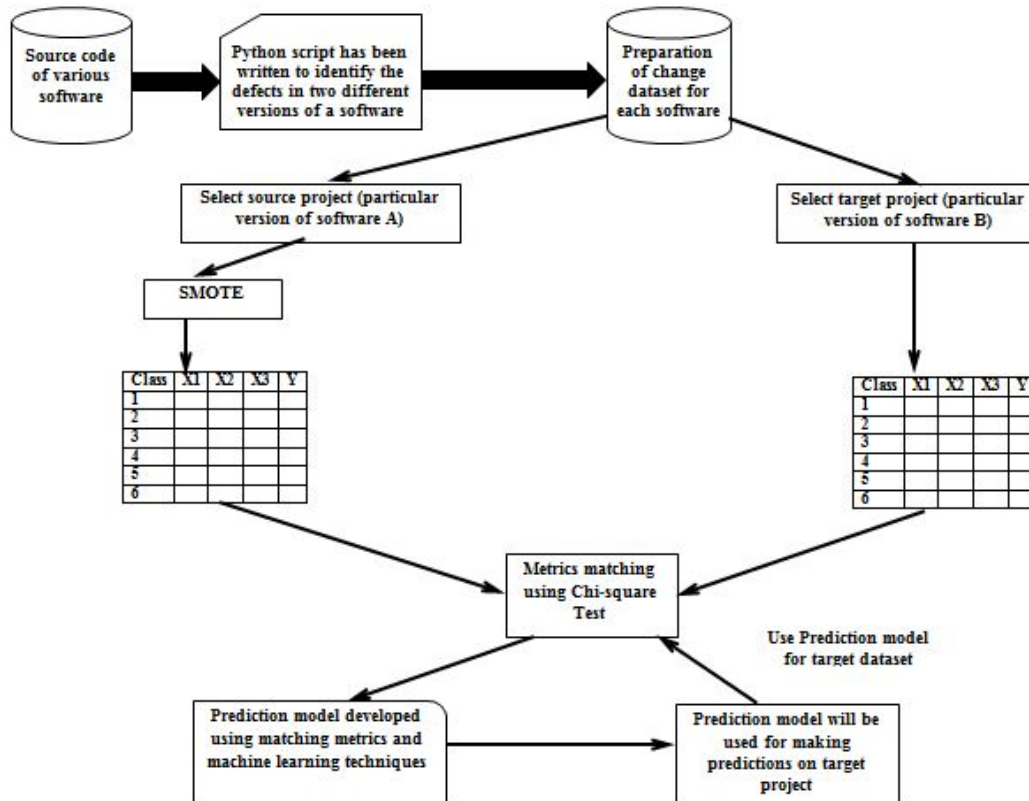 Source code
of various
software
Python script has been
written to identify the
defects in two different
versions of a software
Preparation
of change
dataset for
each software
Select source project (particular
version of software A)
Select target project (particular
version of software B)
SMOTE
Class X1 X2 X3 Y
1
2
3
4
5
6
Class X1 X2 X3 Y
1
2
3
4
5
6
Metrics matching
using Chi-square
Test
Use Prediction model
for target dataset
Prediction model developed
using matching metrics and
machine learning techniques
Prediction model will be
used for making
predictions on target
project